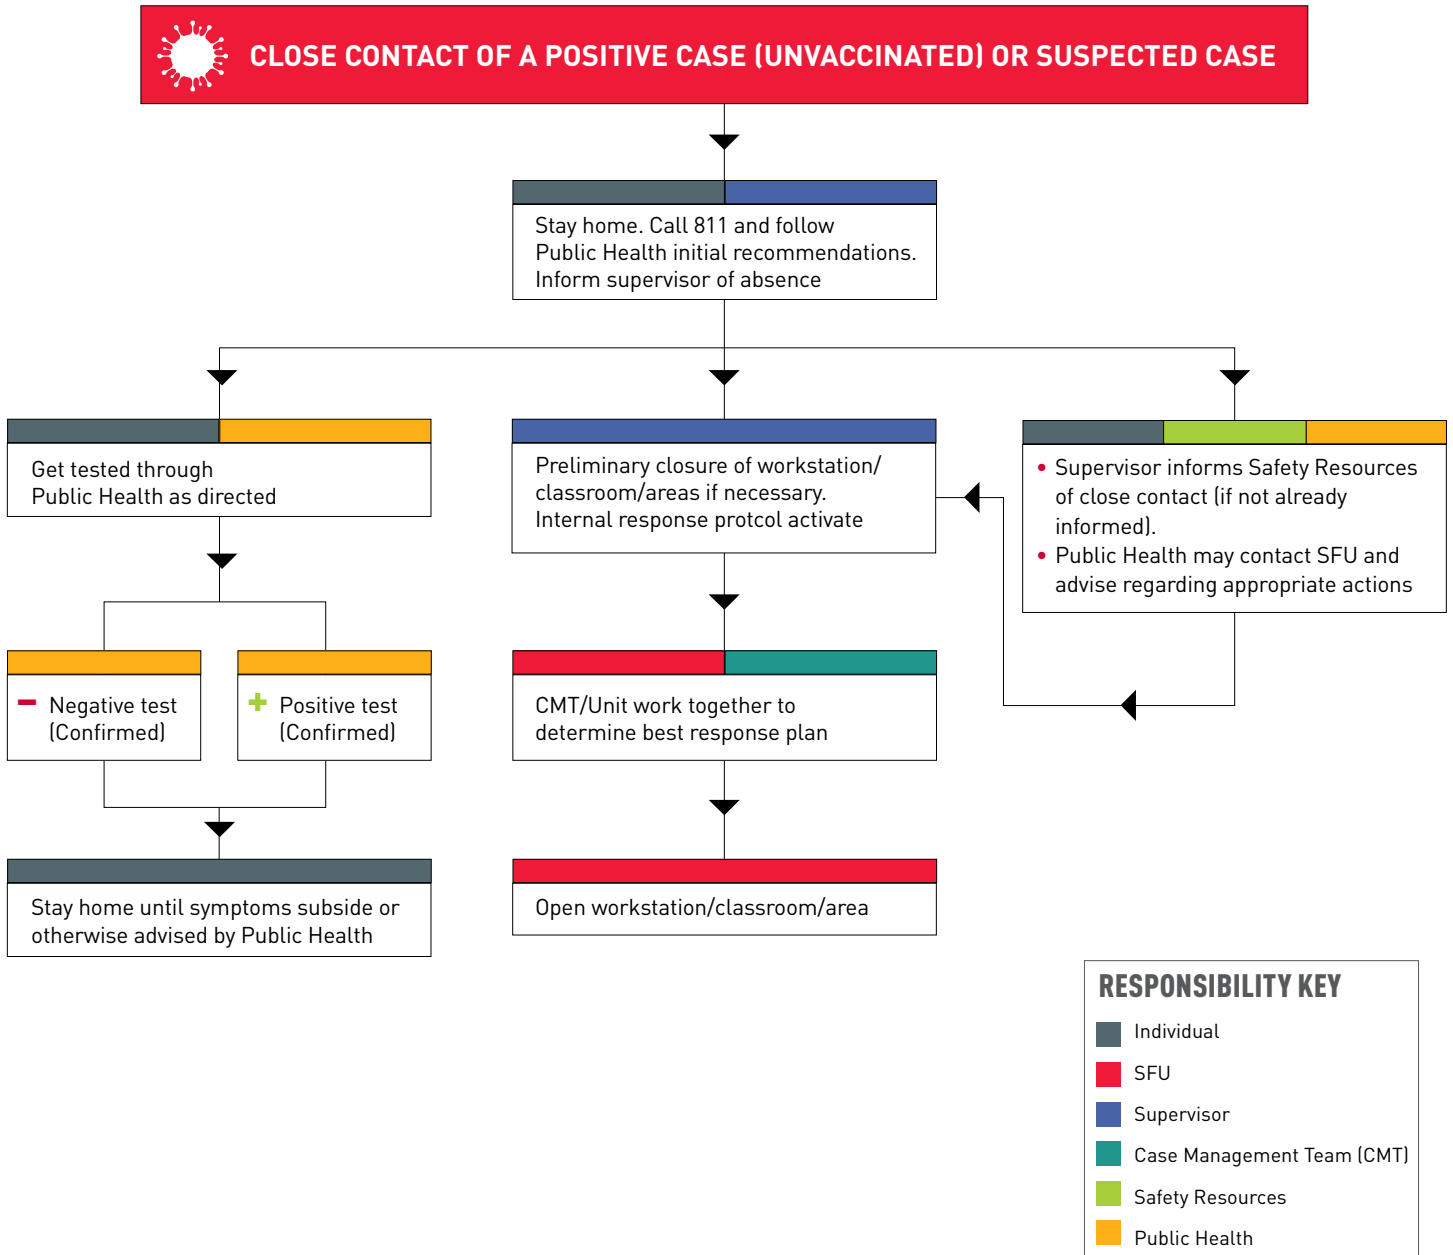 CLOSE CONTACT OF A POSITIVE CASE (UNVACCINATED) OR SUSPECTED CASE
Stay home. Call 811 and follow
Public Health initial recommendations.
Inform supervisor of absence
Get tested through
Public Health as directed
Preliminary closure of workstation/
classroom/areas if necessary.
Internal response protcol activate
• Supervisor informs Safety Resources
of close contact (if not already
informed).
• Public Health may contact SFU and
advise regarding appropriate actions
Negative test
(Confirmed)
Positive test
(Confirmed)
CMT/Unit work together to
determine best response plan
Stay home until symptoms subside or
otherwise advised by Public Health
Open workstation/classroom/area
RESPONSIBILITY KEY
Individual
SFU
Supervisor
Case Management Team (CMT)
Safety Resources
Public Health